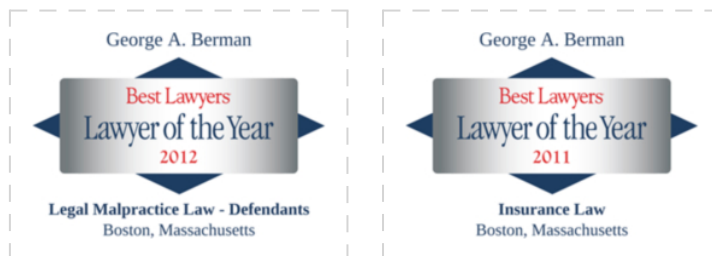 George A. Berman
Best Lawyers
Lawyer of the Year
2012
Legal Malpractice Law - Defendants
Boston, Massachusetts
George A. Berman
Best Lawyers
Lawyer of the Year
2011
Insurance Law
Boston, Massachusetts